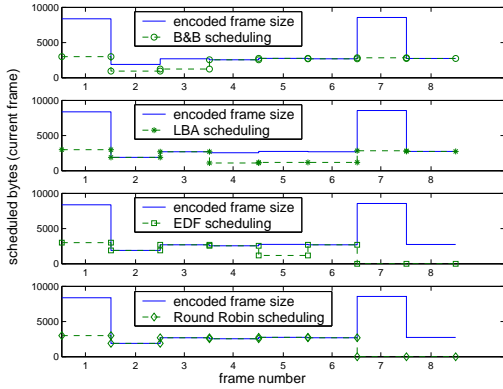 10000
5000
0
encoded frame size
B&B scheduling
1 2 3 4 5 6 7 8
10000
5000
0
encoded frame size
LBA scheduling
1 2 3 4 5 6 7 8
10000
5000
0
encoded frame size
EDF scheduling
1 2 3 4 5 6 7 8
10000
5000
0
encoded frame size
Round Robin scheduling
1 2 3 4 5 6 7 8
frame number
scheduled bytes (current frame)